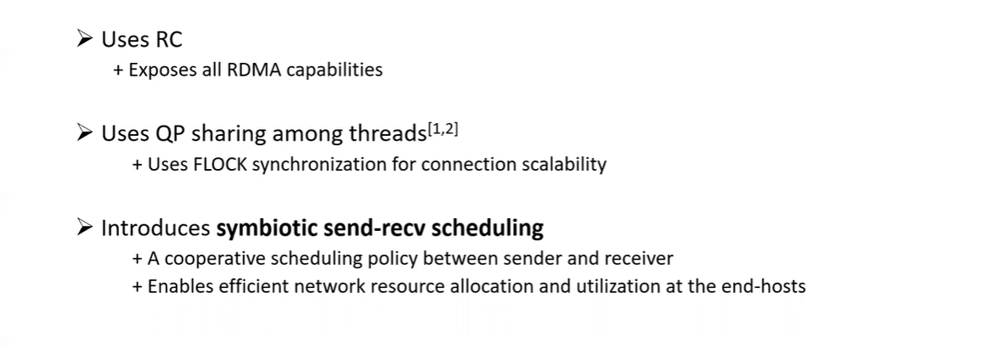 ➢ Uses RC
+ Exposes all RDMA capabilities
➢ Uses QP sharing among threads[1,2]
+ Uses FLOCK synchronization for connection scalability
➢ Introduces symbiotic send-recv scheduling
+ A cooperative scheduling policy between sender and receiver
+ Enables efficient network resource allocation and utilization at the end-hosts